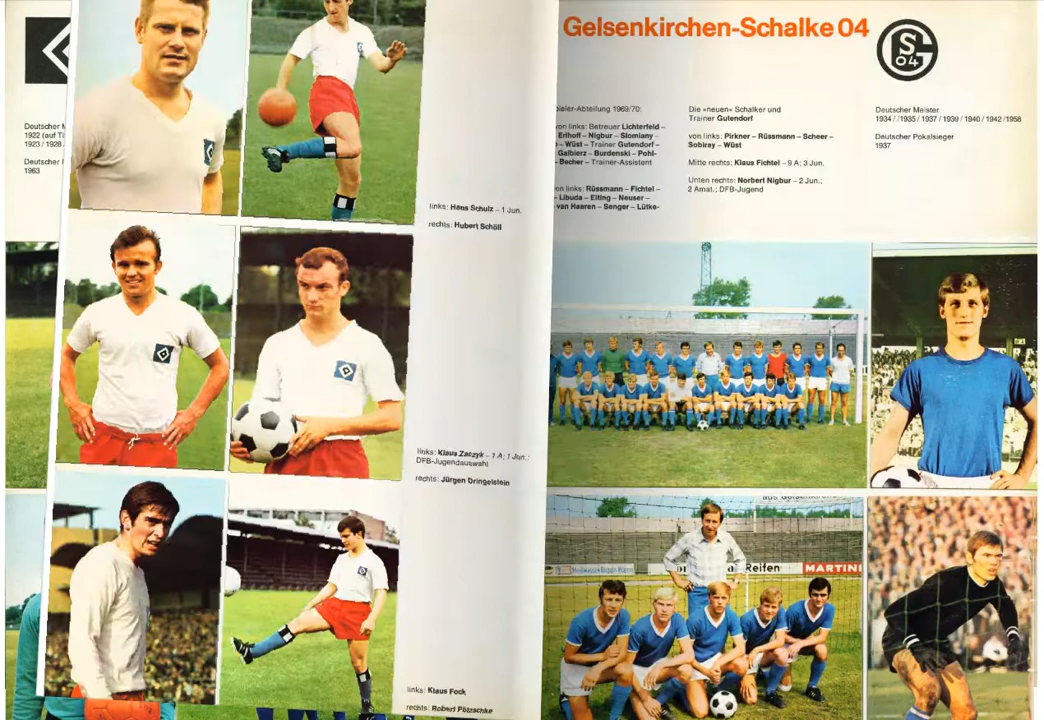 Deutscher
1922 (auf
1923 / 1928
Deutscher
1963
links: Hans Schulz – 1 Jun.
rechts: Hubert Schöll
links: Klaus Zaczyk – 1 A; 1 Jun.:
DFB-Jugendauswahl
rechts: Jürgen Dringelstein
links: Klaus Fock
rechts: Robert Pötzschke
Gelsenkirchen-Schalke 04
S
04
ieler-Abteilung 1969/70:
von links: Betreuer Lichterfeld –
Erlhoff – Nigbur – Slomiany –
– Wüst – Trainer Gutendorf –
Galbierz – Burdenski – Pohl-
– Becher – Trainer-Assistent
von links: Rüssmann – Fichtel –
– Libuda – Elting – Neuser –
van Haaren – Senger – Lütke-
Die »neuen« Schalker und
Trainer Gutendorf
von links: Pirkner – Rüssmann – Scheer –
Sobiray – Wüst
Mitte rechts: Klaus Fichtel – 9 A; 3 Jun.
Unten rechts: Norbert Nigbur – 2 Jun.;
2 Amat.; DFB-Jugend
Deutscher Meister
1934 / /1935 / 1937 / 1939 / 1940 / 1942 /1958
Deutscher Pokalsieger
1937
Reifen
MARTINI